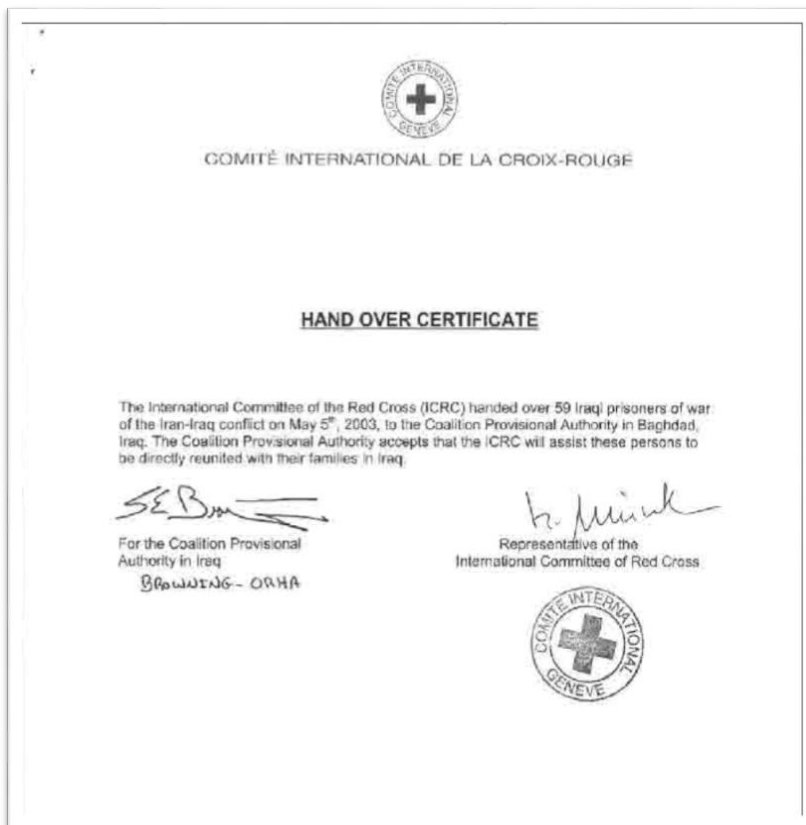 COMITÉ INTERNATIONAL
GENEVE
COMITÉ INTERNATIONAL DE LA CROIX-ROUGE
HAND OVER CERTIFICATE
The International Committee of the Red Cross (ICRC) handed over 59 Iraqi prisoners of war
of the Iran-Iraq conflict on May 5th, 2003, to the Coalition Provisional Authority in Baghdad,
Iraq. The Coalition Provisional Authority accepts that the ICRC will assist these persons to
be directly reunited with their families in Iraq.
For the Coalition Provisional
Authority in Iraq
BROWNING - ORHA
Representative of the
International Committee of Red Cross
COMITÉ INTERNATIONAL
GENEVE